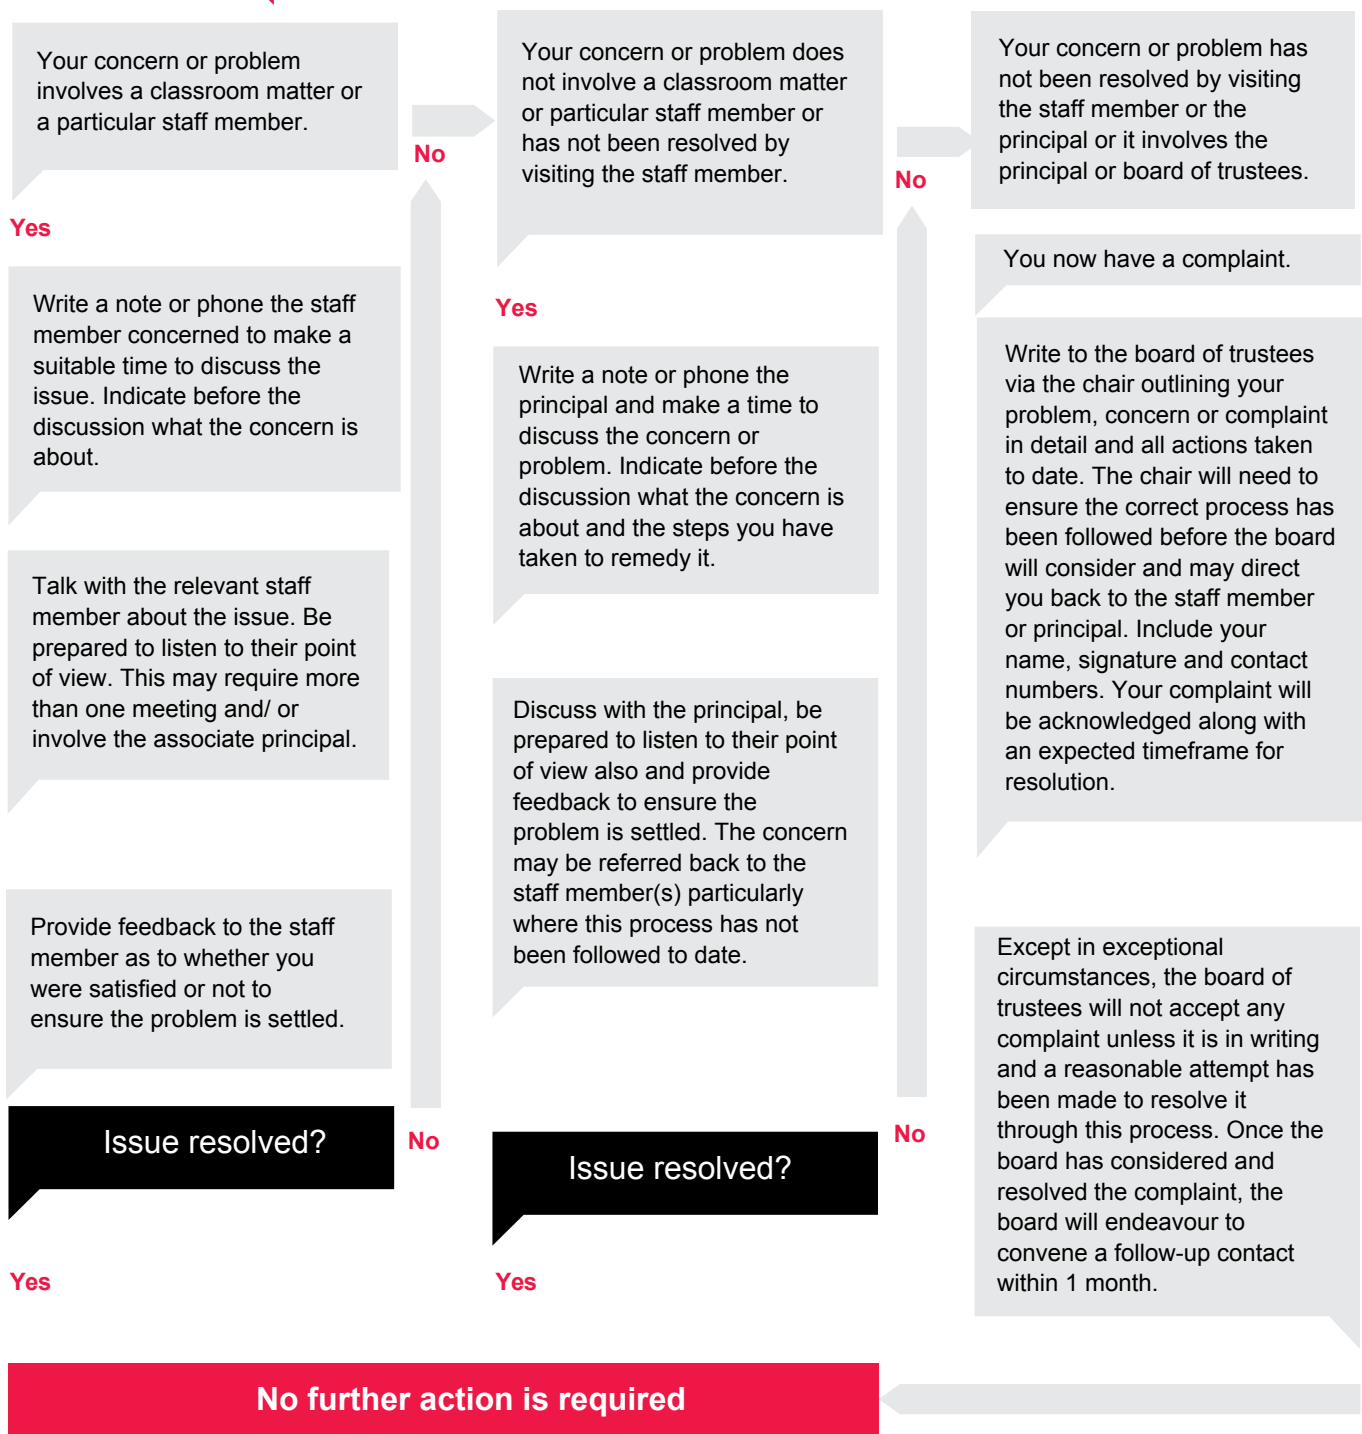 Your concern or problem
involves a classroom matter or
a particular staff member.
Yes
No
Write a note or phone the staff
member concerned to make a
suitable time to discuss the
issue. Indicate before the
discussion what the concern is
about.
Talk with the relevant staff
member about the issue. Be
prepared to listen to their point
of view. This may require more
than one meeting and/ or
involve the associate principal.
Provide feedback to the staff
member as to whether you
were satisfied or not to
ensure the problem is settled.
Issue resolved?
No
Yes
Your concern or problem does
not involve a classroom matter
or particular staff member or
has not been resolved by
visiting the staff member.
No
Yes
Write a note or phone the
principal and make a time to
discuss the concern or
problem. Indicate before the
discussion what the concern is
about and the steps you have
taken to remedy it.
Discuss with the principal, be
prepared to listen to their point
of view also and provide
feedback to ensure the
problem is settled. The concern
may be referred back to the
staff member(s) particularly
where this process has not
been followed to date.
Issue resolved?
No
Yes
Your concern or problem has
not been resolved by visiting
the staff member or the
principal or it involves the
principal or board of trustees.
You now have a complaint.
Write to the board of trustees
via the chair outlining your
problem, concern or complaint
in detail and all actions taken
to date. The chair will need to
ensure the correct process has
been followed before the board
will consider and may direct
you back to the staff member
or principal. Include your
name, signature and contact
numbers. Your complaint will
be acknowledged along with
an expected timeframe for
resolution.
Except in exceptional
circumstances, the board of
trustees will not accept any
complaint unless it is in writing
and a reasonable attempt has
been made to resolve it
through this process. Once the
board has considered and
resolved the complaint, the
board will endeavour to
convene a follow-up contact
within 1 month.
No further action is required